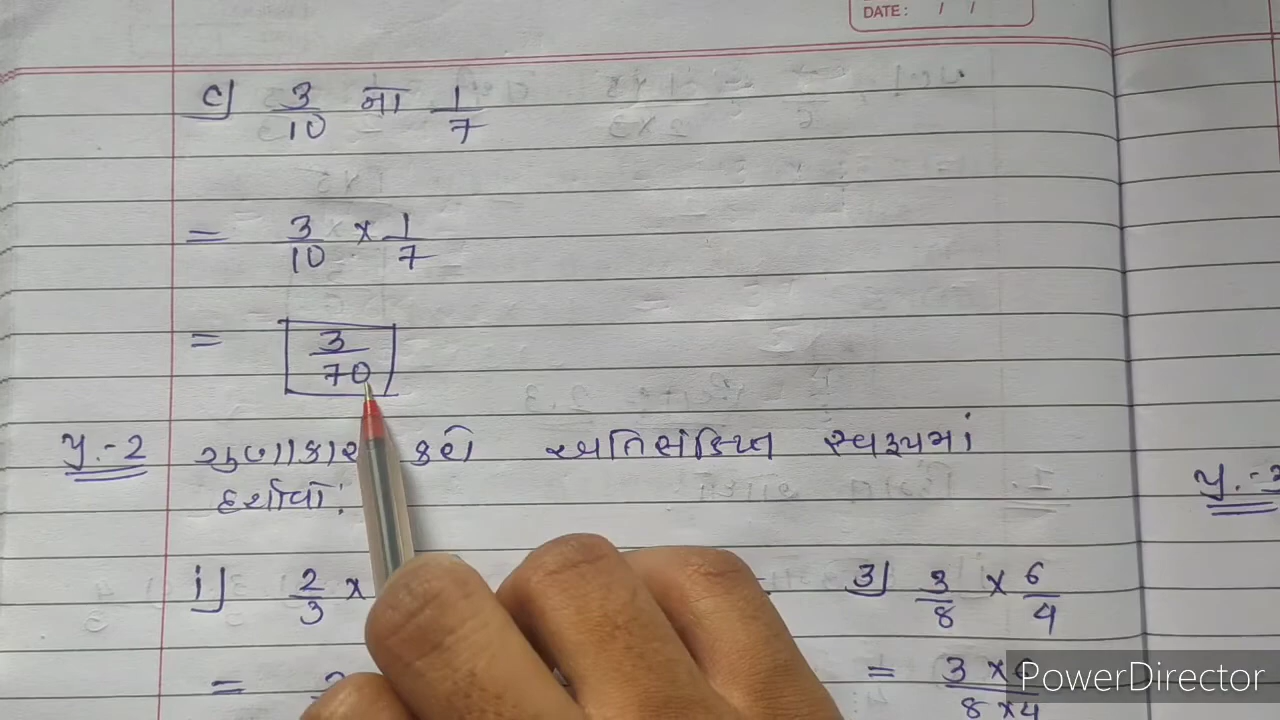 DATE: / /
c) 3/10 ના 1/7
= 3/10 × 1/7
= 3/70
પ્ર.-2 ગુણાકાર કરો અતિસંક્ષિપ્ત સ્વરૂપમાં
દર્શાવો:
i) 2/3 ×
3) 3/8 × 6/4
=
= 3 × 6 / 8 × 4
પ્ર.-3
PowerDirector